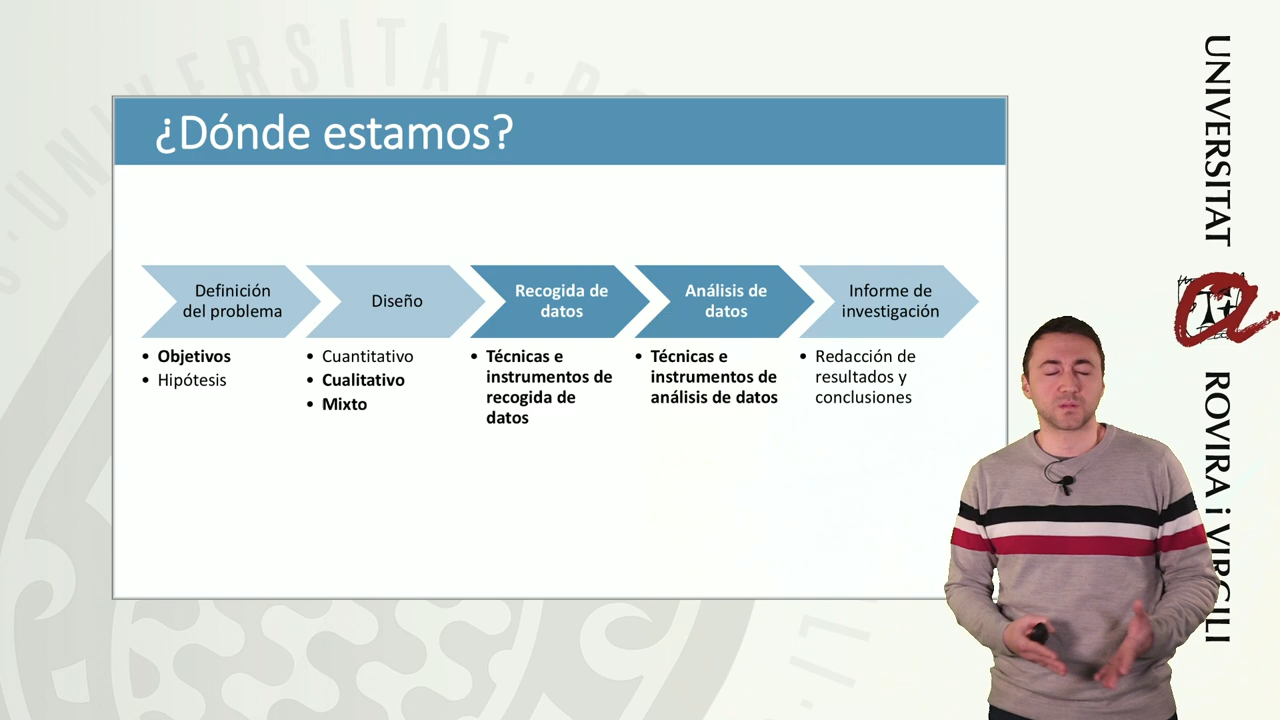 ¿Dónde estamos?
Definición
del problema
Diseño
Recogida de
datos
Análisis de
datos
Informe de
investigación
• Objetivos
• Hipótesis
• Cuantitativo
• Cualitativo
• Mixto
• Técnicas e
instrumentos de
recogida de
datos
• Técnicas e
instrumentos de
análisis de datos
• Redacción de
resultados y
conclusiones
UNIVERSITAT
ROVIRA i VIRGILI